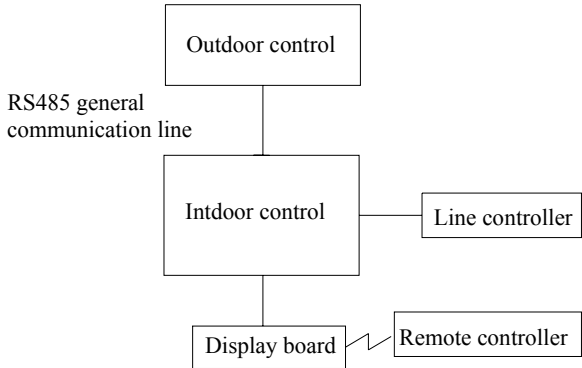 Outdoor control
RS485 general
communication line
Intdoor control
Line controller
Display board
Remote controller